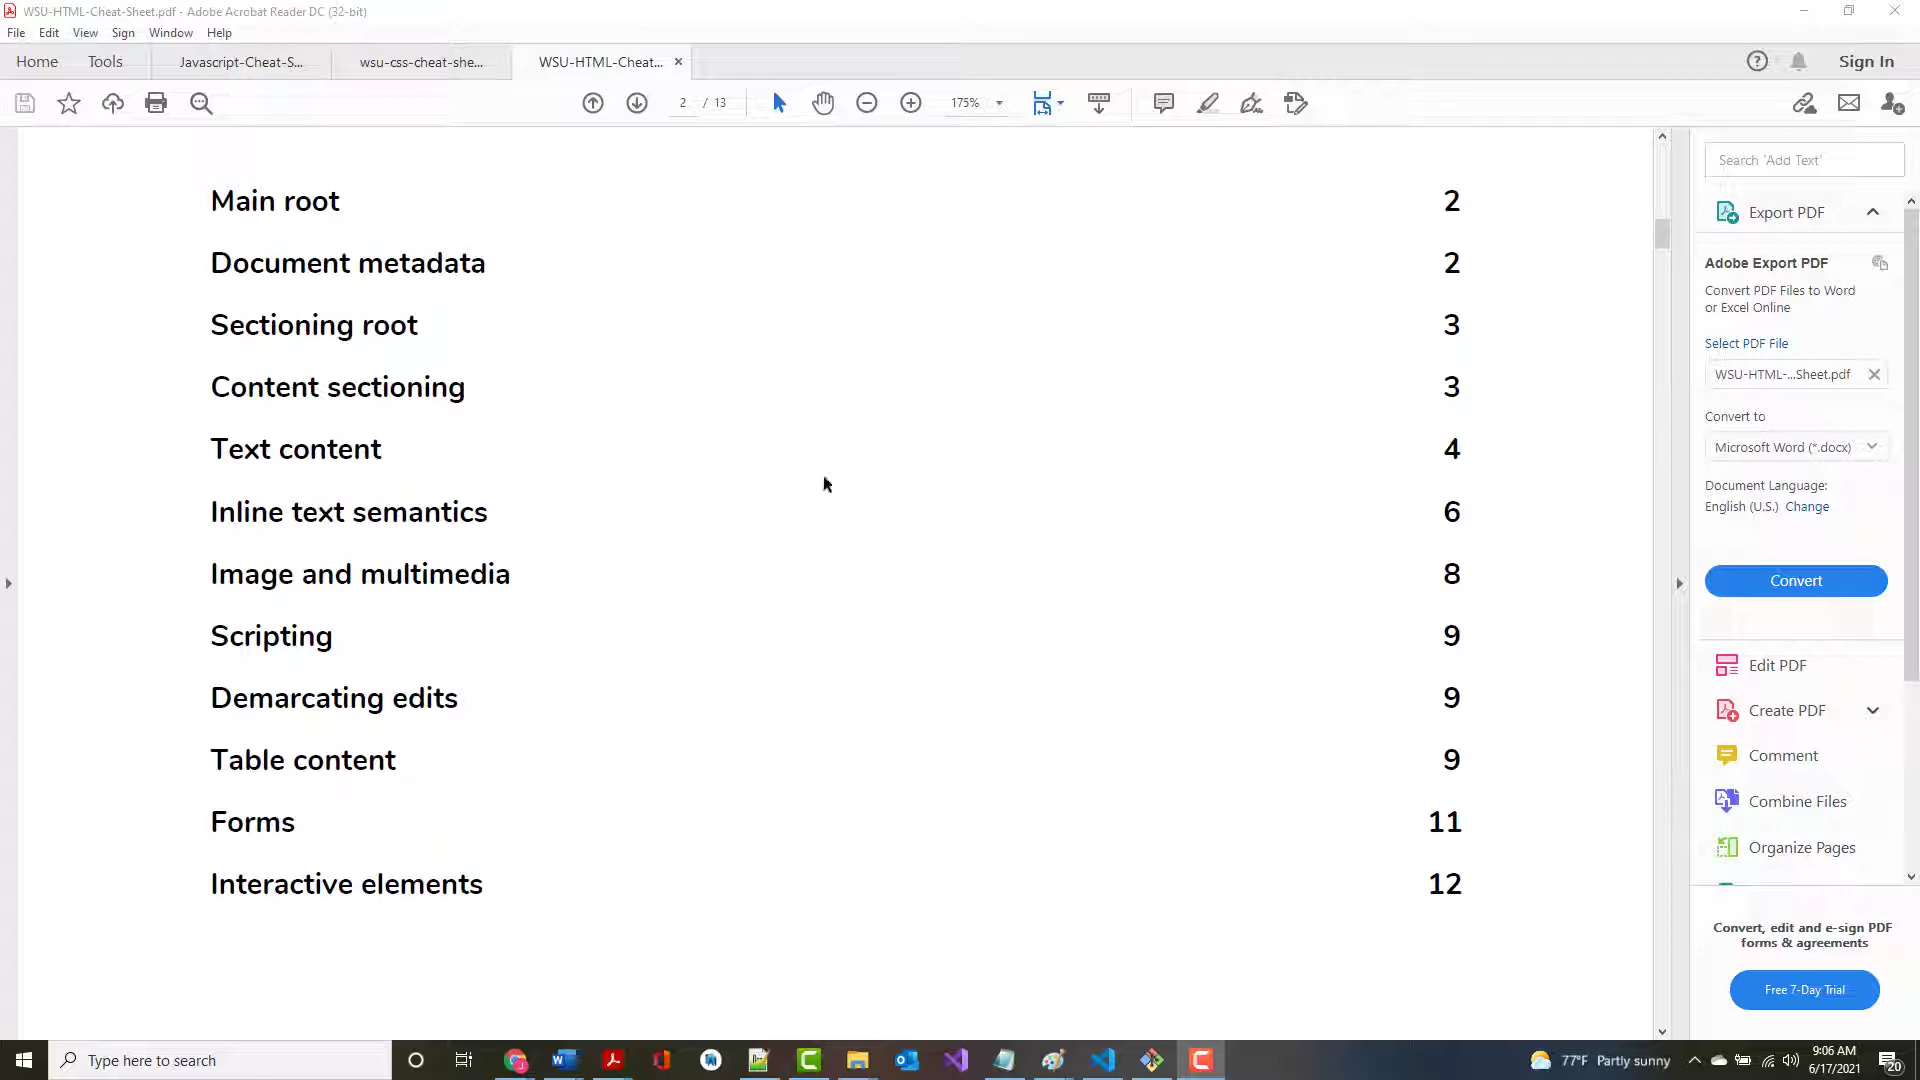 WSU-HTML-Cheat-Sheet.pdf - Adobe Acrobat Reader DC (32-bit)
File Edit View Sign Window Help
Home Tools Javascript-Cheat-S... wsu-css-cheat-she... WSU-HTML-Cheat... Sign In
2 / 13 175%
Main root 2
Document metadata 2
Sectioning root 3
Content sectioning 3
Text content 4
Inline text semantics 6
Image and multimedia 8
Scripting 9
Demarcating edits 9
Table content 9
Forms 11
Interactive elements 12
Search 'Add Text'
Export PDF
Adobe Export PDF
Convert PDF Files to Word
or Excel Online
Select PDF File
WSU-HTML-...Sheet.pdf
Convert to
Microsoft Word (*.docx)
Document Language:
English (U.S.) Change
Convert
Edit PDF
Create PDF
Comment
Combine Files
Organize Pages
Convert, edit and e-sign PDF
forms & agreements
Free 7-Day Trial
Type here to search
77°F Partly sunny
9:06 AM
6/17/2021
20